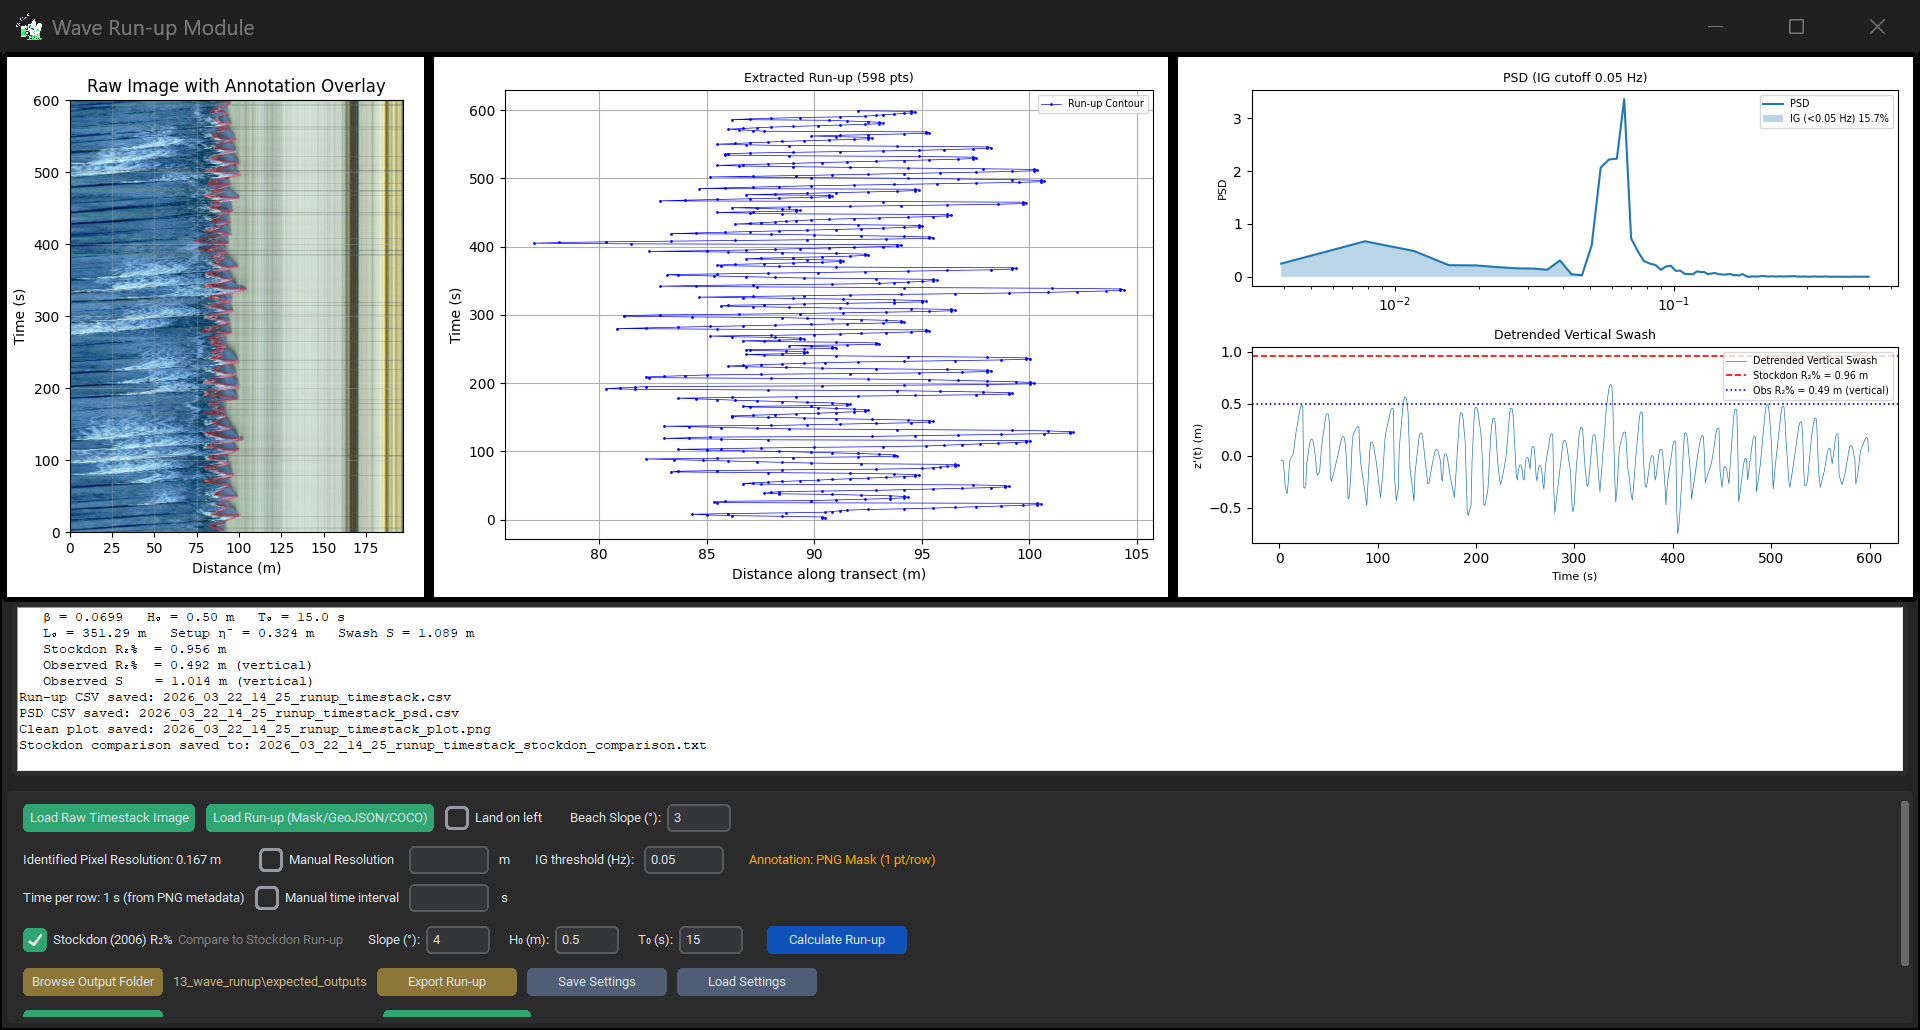 Wave Run-up Module
Raw Image with Annotation Overlay
600
500
400
300
200
100
0
Time (s)
0 25 50 75 100 125 150 175
Distance (m)
Extracted Run-up (598 pts)
Run-up Contour
600
500
400
300
200
100
0
Time (s)
80 85 90 95 100 105
Distance along transect (m)
PSD (IG cutoff 0.05 Hz)
PSD
IG (<0.05 Hz) 15.7%
3
2
1
0
PSD
10⁻² 10⁻¹
Detrended Vertical Swash
Detrended Vertical Swash
Stockdon R₂% = 0.96 m
Obs R₂% = 0.49 m (vertical)
1.0
0.5
0.0
−0.5
z'(t) (m)
0 100 200 300 400 500 600
Time (s)
β = 0.0699 H₀ = 0.50 m T₀ = 15.0 s
L₀ = 351.29 m Setup η̄ = 0.324 m Swash S = 1.089 m
Stockdon R₂% = 0.956 m
Observed R₂% = 0.492 m (vertical)
Observed S = 1.014 m (vertical)
Run-up CSV saved: 2026_03_22_14_25_runup_timestack.csv
PSD CSV saved: 2026_03_22_14_25_runup_timestack_psd.csv
Clean plot saved: 2026_03_22_14_25_runup_timestack_plot.png
Stockdon comparison saved to: 2026_03_22_14_25_runup_timestack_stockdon_comparison.txt
Load Raw Timestack Image Load Run-up (Mask/GeoJSON/COCO) Land on left Beach Slope (°): 3
Identified Pixel Resolution: 0.167 m Manual Resolution m IG threshold (Hz): 0.05 Annotation: PNG Mask (1 pt/row)
Time per row: 1 s (from PNG metadata) Manual time interval s
Stockdon (2006) R₂% Compare to Stockdon Run-up Slope (°): 4 H₀ (m): 0.5 T₀ (s): 15 Calculate Run-up
Browse Output Folder 13_wave_runup\expected_outputs Export Run-up Save Settings Load Settings